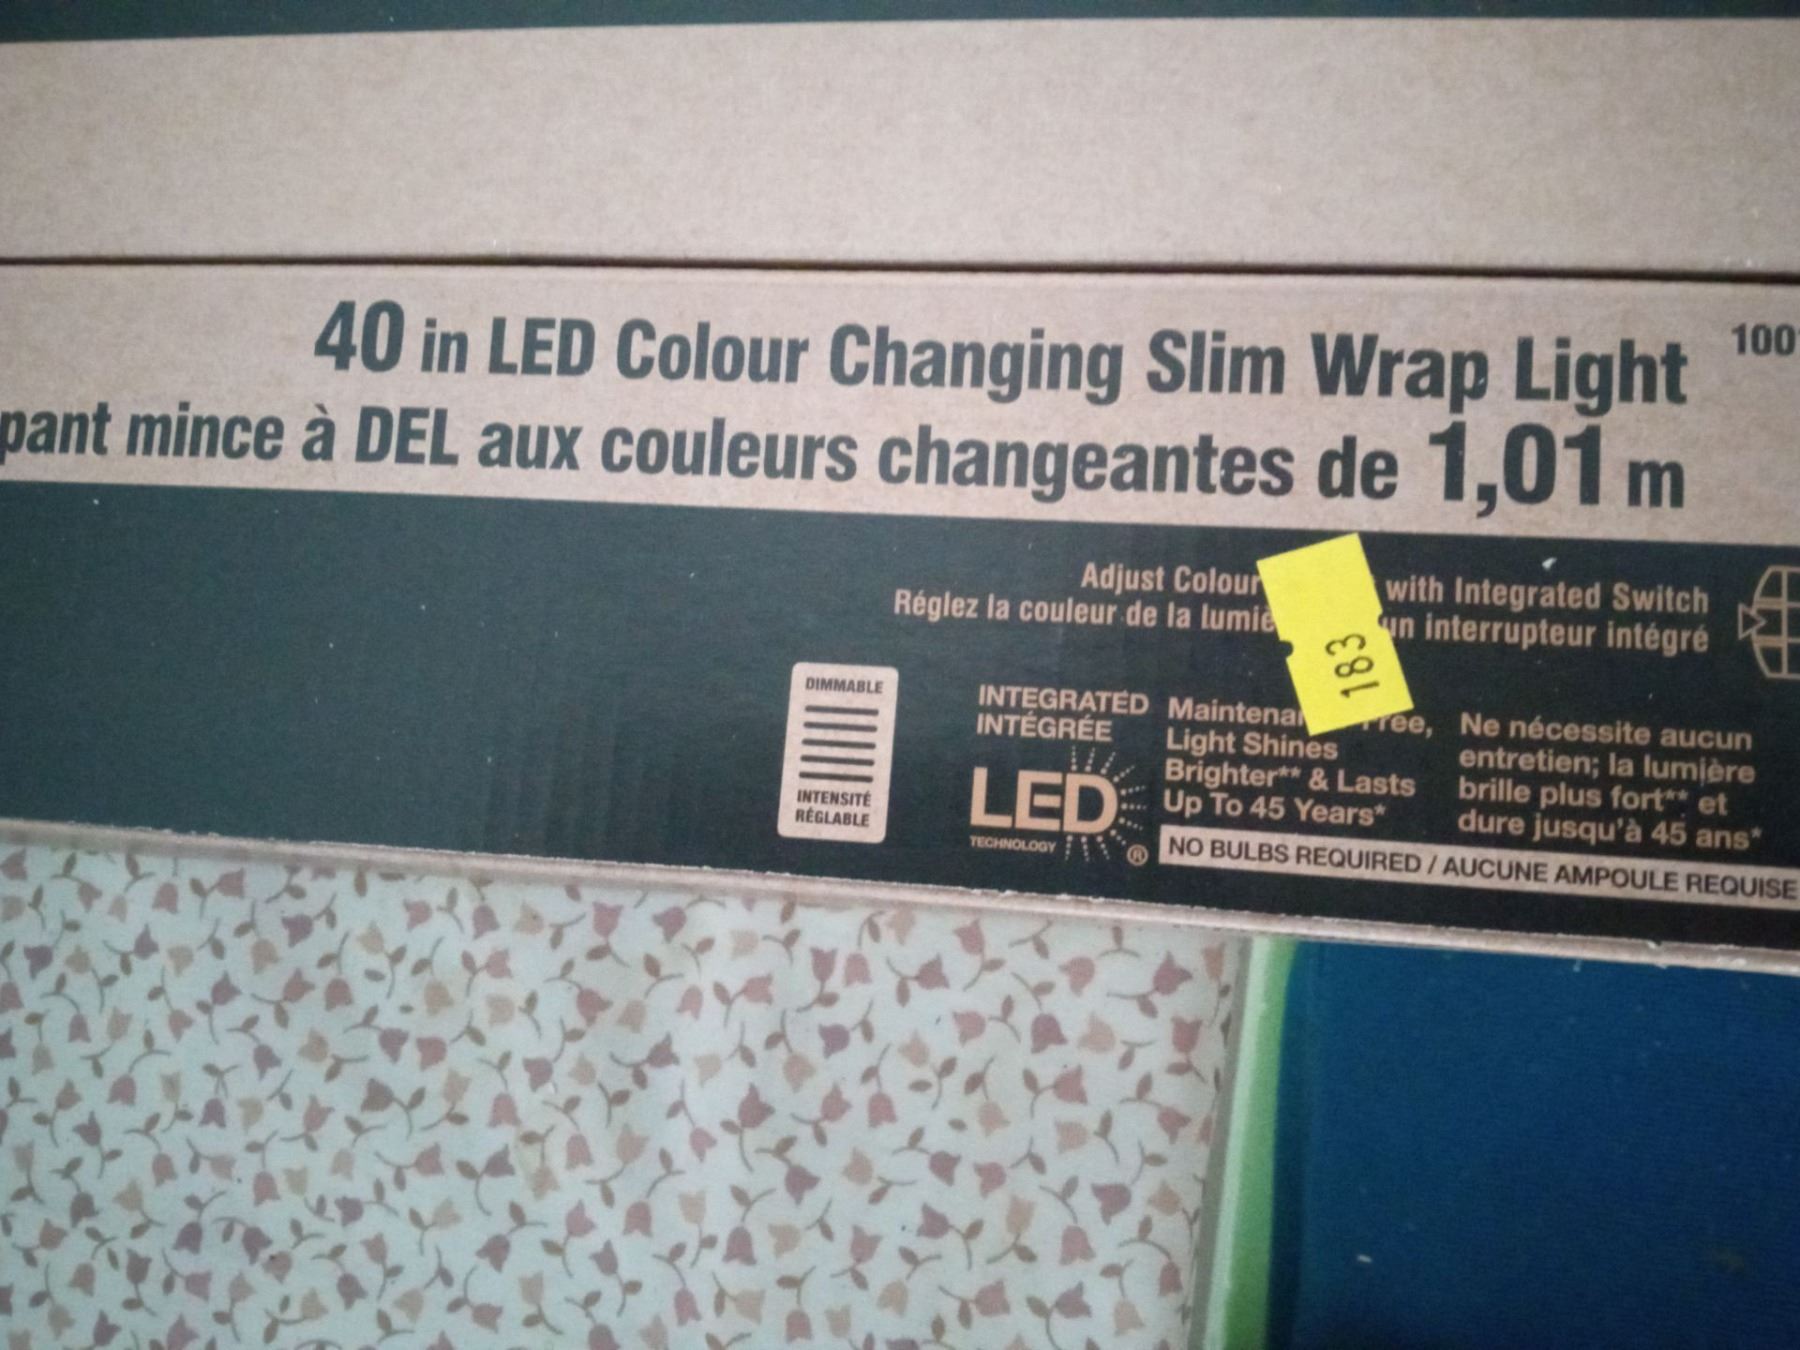 40 in LED Colour Changing Slim Wrap Light
100
pant mince à DEL aux couleurs changeantes de 1,01 m
Adjust Colour with Integrated Switch
Réglez la couleur de la lumiè un interrupteur intégré
183
DIMMABLE
INTENSITÉ
RÉGLABLE
INTEGRATED
INTÉGRÉE
LED
TECHNOLOGY
®
Maintenan Free,
Light Shines
Brighter** & Lasts
Up To 45 Years*
Ne nécessite aucun
entretien; la lumière
brille plus fort** et
dure jusqu'à 45 ans*
NO BULBS REQUIRED / AUCUNE AMPOULE REQUISE